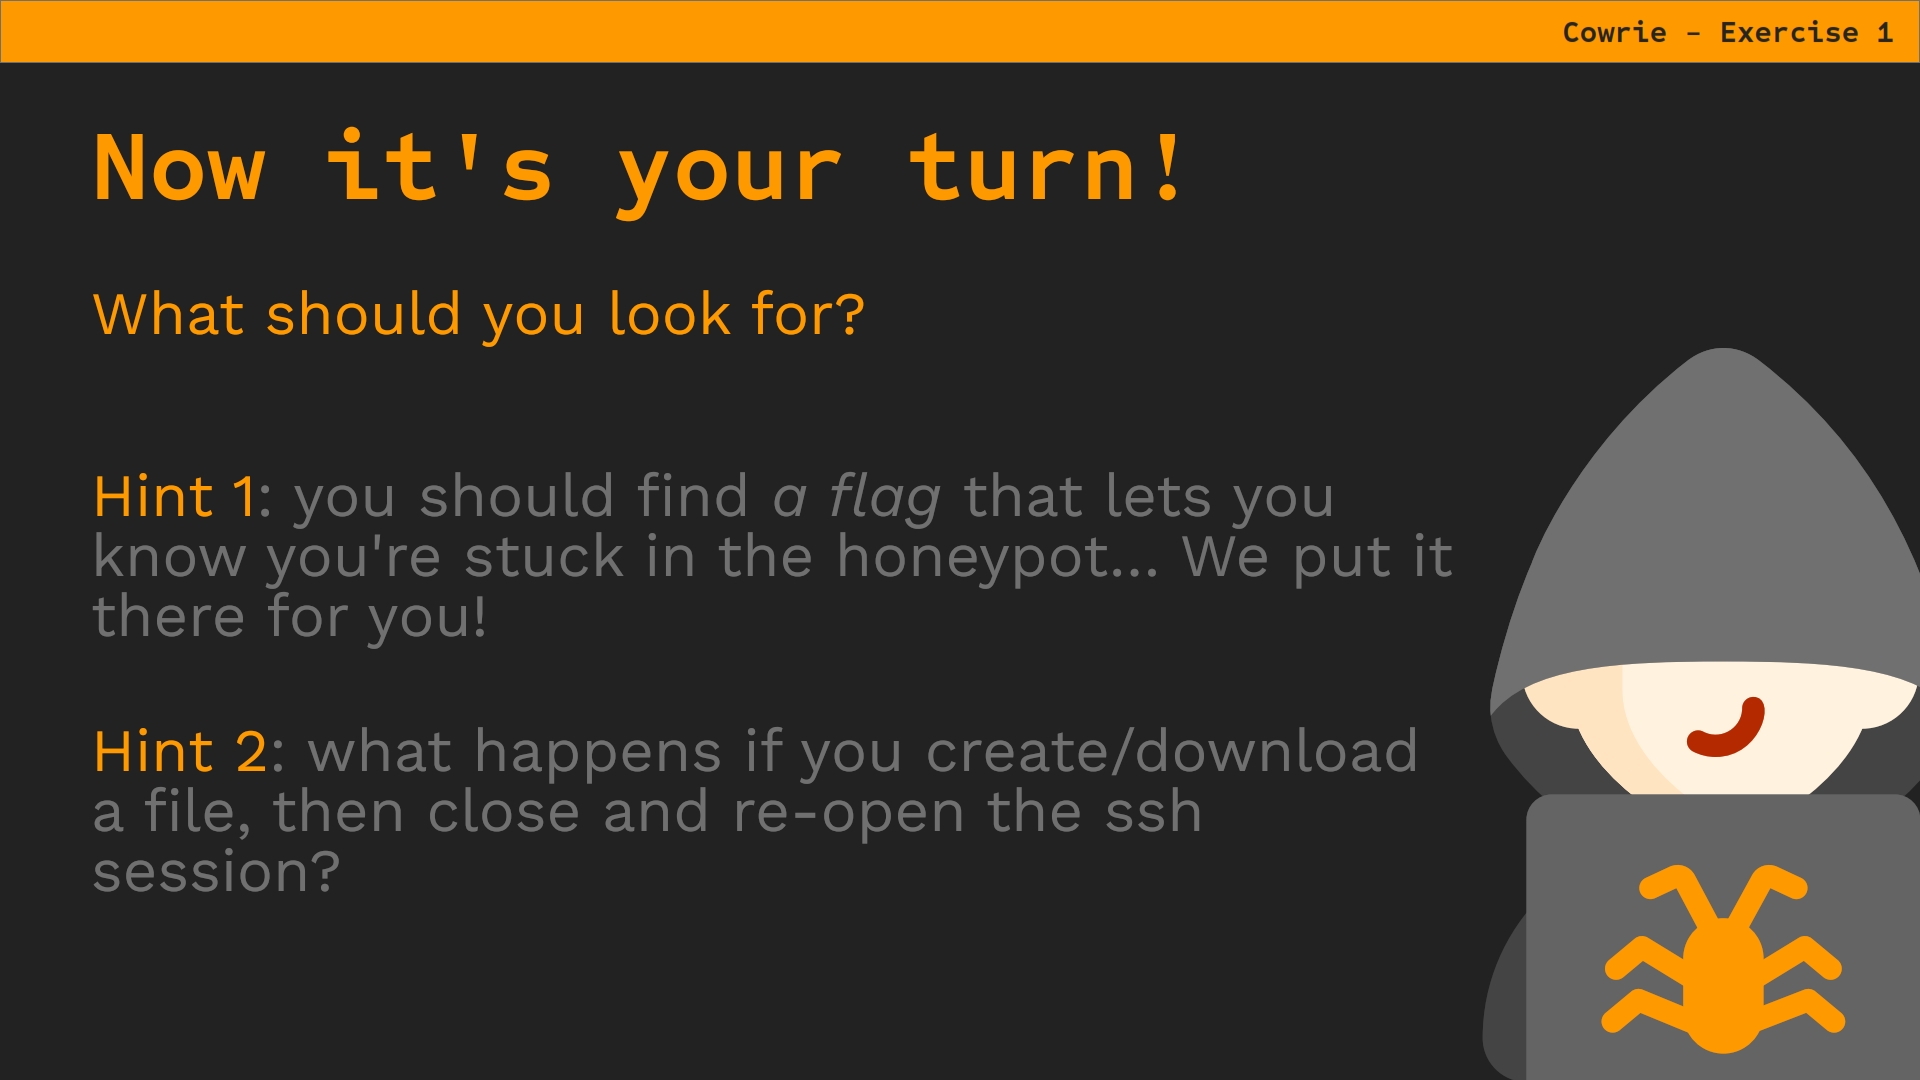 Cowrie – Exercise 1
Now it's your turn!
What should you look for?
Hint 1: you should find a flag that lets you
know you're stuck in the honeypot... We put it
there for you!
Hint 2: what happens if you create/download
a file, then close and re-open the ssh
session?